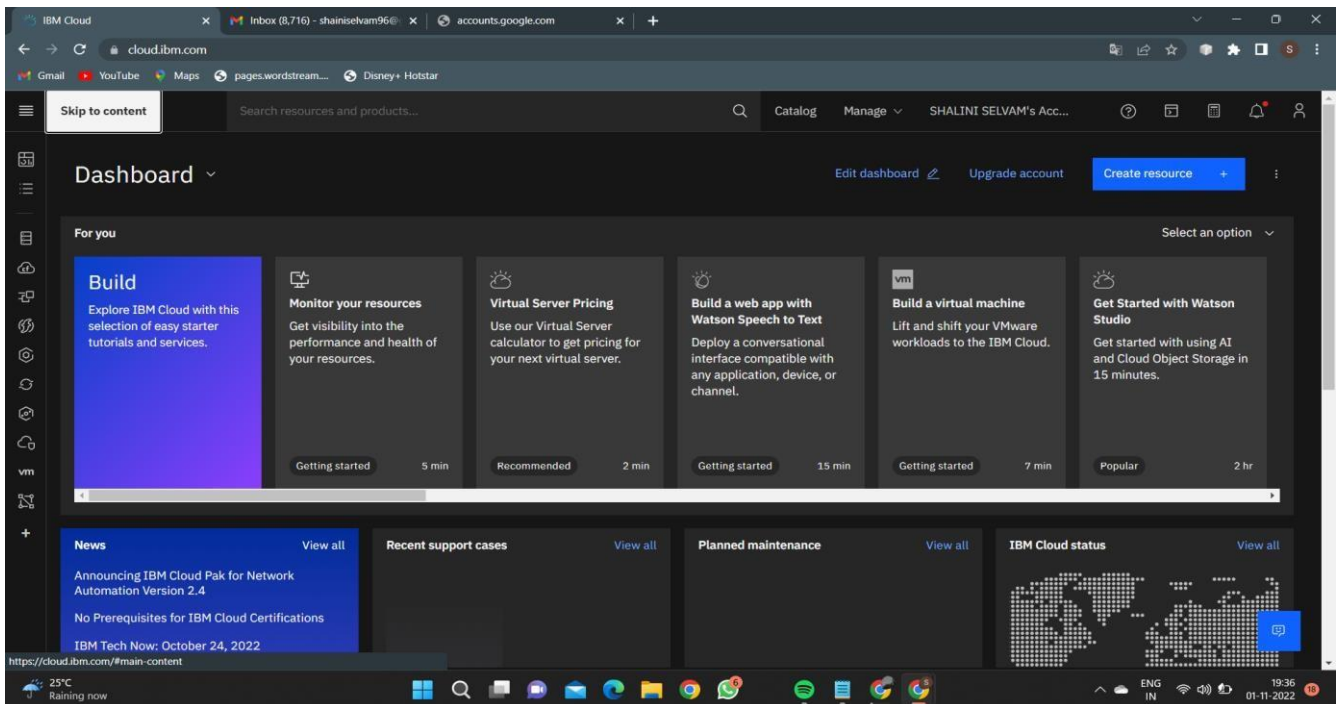 IBM Cloud
Inbox (8,716) - shainiselvam96@
accounts.google.com
cloud.ibm.com
Gmail
YouTube
Maps
pages.wordstream....
Disney+ Hotstar
Skip to content
Search resources and products...
Catalog
Manage
SHALINI SELVAM's Acc...
Dashboard
Edit dashboard
Upgrade account
Create resource +
For you
Select an option
Build
Explore IBM Cloud with this
selection of easy starter
tutorials and services.
Monitor your resources
Get visibility into the
performance and health of
your resources.
Getting started
5 min
Virtual Server Pricing
Use our Virtual Server
calculator to get pricing for
your next virtual server.
Recommended
2 min
Build a web app with
Watson Speech to Text
Deploy a conversational
interface compatible with
any application, device, or
channel.
Getting started
15 min
vm
Build a virtual machine
Lift and shift your VMware
workloads to the IBM Cloud.
Getting started
7 min
Get Started with Watson
Studio
Get started with using AI
and Cloud Object Storage in
15 minutes.
Popular
2 hr
vm
News
View all
Announcing IBM Cloud Pak for Network
Automation Version 2.4
No Prerequisites for IBM Cloud Certifications
IBM Tech Now: October 24, 2022
Recent support cases
View all
Planned maintenance
View all
IBM Cloud status
View all
https://cloud.ibm.com/#main-content
25°C
Raining now
ENG
IN
19:36
01-11-2022
18